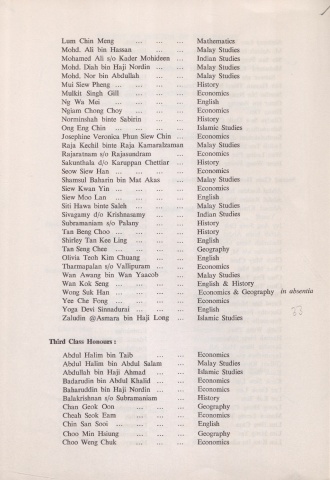 Lum Chin Meng ... ... ... Mathematics
Mohd. Ali bin Hassan ... ... Malay Studies
Mohamed Ali s/o Kader Mohideen ... Indian Studies
Mohd. Diah bin Haji Nordin ... ... Malay Studies
Mohd. Nor bin Abdullah ... ... Malay Studies
Mui Siew Pheng ... ... ... History
Mulkit Singh Gill ... ... Economics
Ng Wa Mei ... ... ... English
Ngiam Chong Choy ... ... ... Economics
Norminshah binte Sabirin ... ... History
Ong Eng Chin ... ... ... Islamic Studies
Josephine Veronica Phun Siew Chin ... Economics
Raja Kechil binte Raja Kamaralzaman Malay Studies
Rajaratnam s/o Rajasundram ... Economics
Sakunthala d/o Karuppan Chettiar ... History
Seow Siew Han ... ... ... Economics
Shamsul Baharin bin Mat Akas ... Malay Studies
Siew Kwan Yin ... ... ... Economics
Siew Moo Lan ... ... ... English
Siti Hawa binte Saleh ... ... Malay Studies
Sivagamy d/o Krishnasamy ... Indian Studies
Subramaniam s/o Palany ... History
Tan Beng Choo ... ... ... History
Shirley Tan Kee Ling ... ... English
Tan Seng Chee ... ... ... Geography
Olivia Teoh Kim Chuang ... English
Tharmapalan s/o Vallipuram ... ... Economics
Wan Awang bin Wan Yaacob ... Malay Studies
Wan Kok Seng ... ... ... English & History
Wong Suk Han ... ... ... Economics & Geography in absentia
Yee Che Fong ... ... ... Economics
Yoga Devi Sinnadurai ... ... English
Zaludin @Asmara bin Haji Long ... Islamic Studies
Third Class Honours :
Abdul Halim bin Taib ... ... Economics
Abdul Halim bin Abdul Salam ... Malay Studies
Abdullah bin Haji Ahmad ... ... Islamic Studies
Badarudin bin Abdul Khalid ... ... Economics
Baharuddin bin Haji Nordin ... ... Economics
Balakrishnan s/o Subramaniam ... History
Chan Geok Oon ... ... ... Geography
Cheah Seok Eam ... ... ... Economics
Chin San Sooi ... ... ... English
Choo Min Hsiung ... ... ... Geography
Choo Weng Chuk ... ... ... Economics